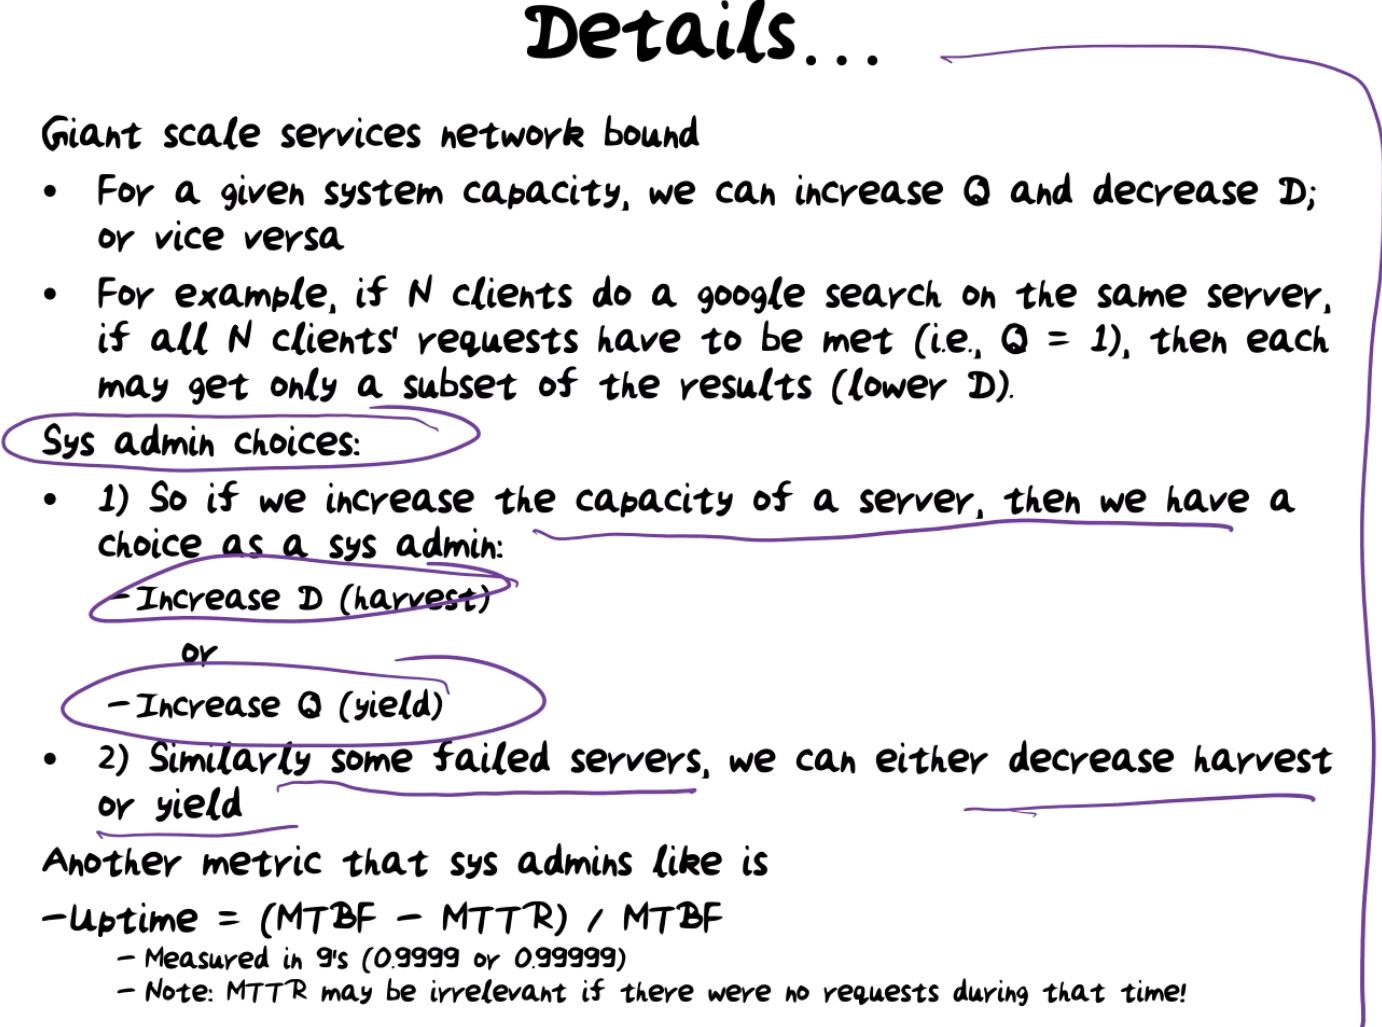 Details...
Giant scale services network bound
• For a given system capacity, we can increase Q and decrease D;
or vice versa
• For example, if N clients do a google search on the same server,
if all N clients' requests have to be met (i.e., Q = 1), then each
may get only a subset of the results (lower D).
Sys admin choices:
• 1) So if we increase the capacity of a server, then we have a
choice as a sys admin:
– Increase D (harvest)
or
– Increase Q (yield)
• 2) Similarly some failed servers, we can either decrease harvest
or yield
Another metric that sys admins like is
–Uptime = (MTBF – MTTR) / MTBF
– Measured in 9's (0.9999 or 0.99999)
– Note: MTTR may be irrelevant if there were no requests during that time!